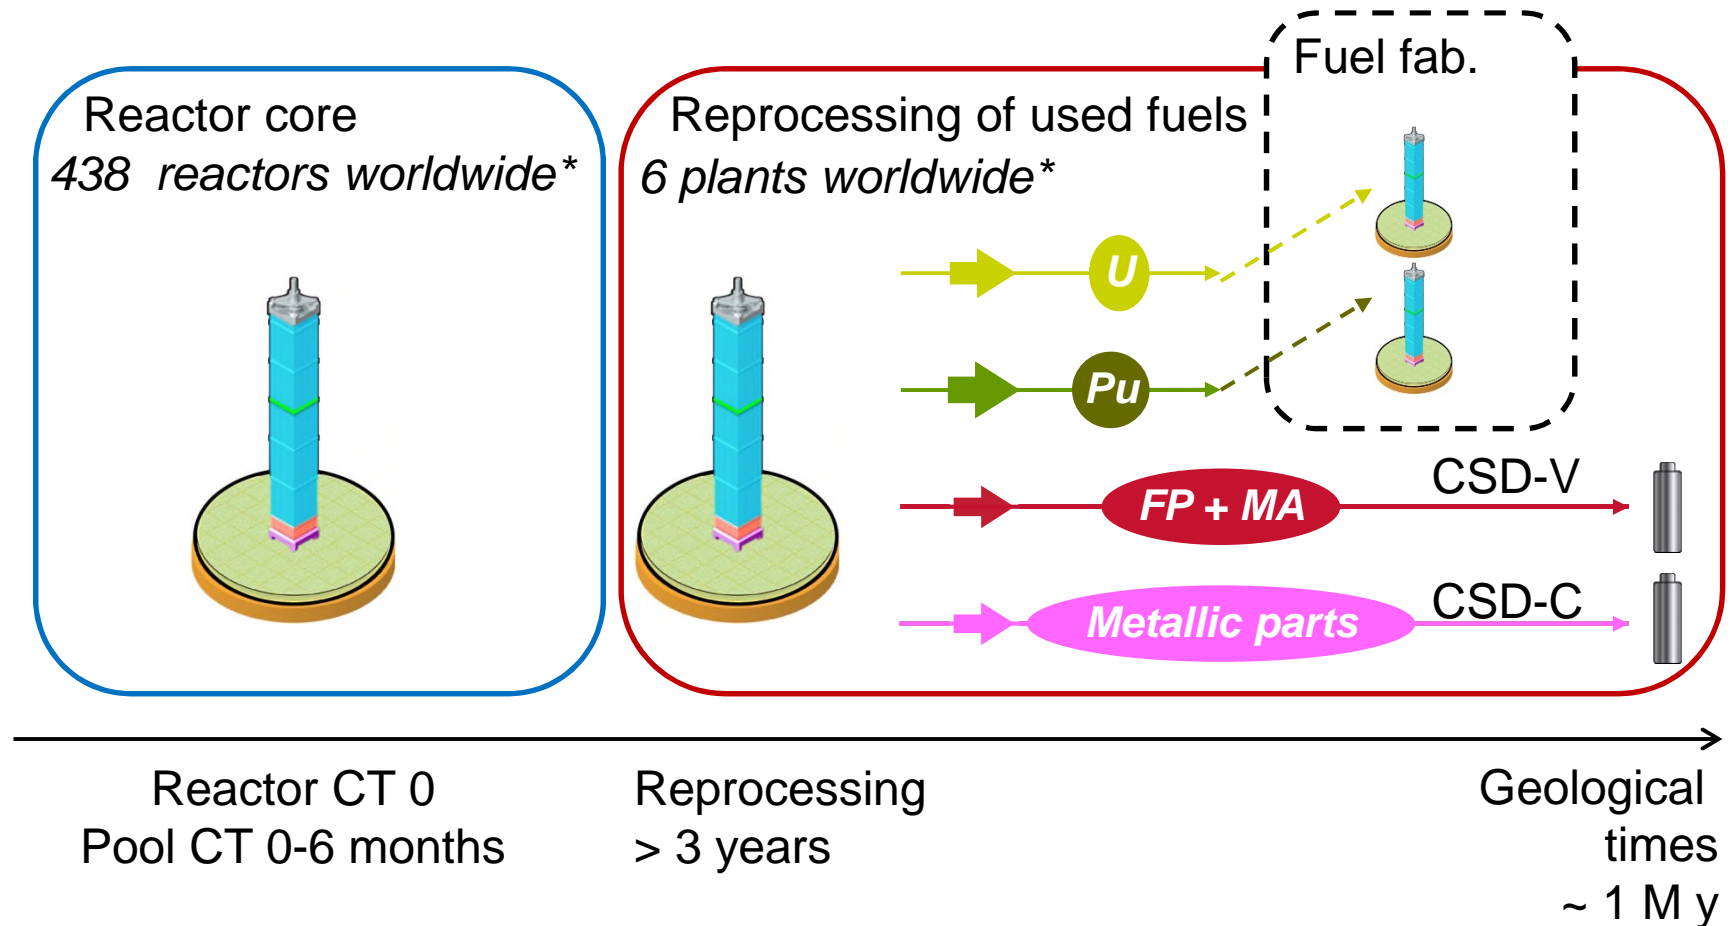 Reactor core
438 reactors worldwide*
Reprocessing of used fuels
6 plants worldwide*
Fuel fab.
U
Pu
FP + MA
CSD-V
Metallic parts
CSD-C
Reactor CT 0
Pool CT 0-6 months
Reprocessing
> 3 years
Geological
times
~ 1 M y